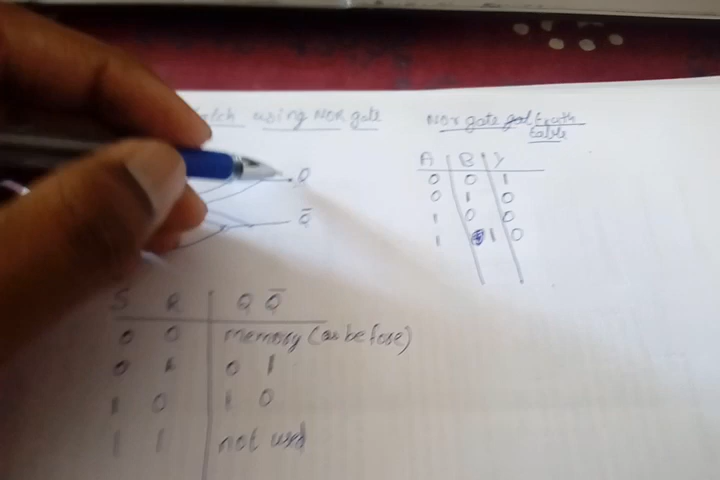 using NOR gate
Nor gate truth
table
A B Y
0 0 1
0 1 0
1 0 0
1 1 0
Q
Q̅
S R Q Q̅
0 0 memory (as before)
0 1 0 1
1 0 1 0
1 1 not used